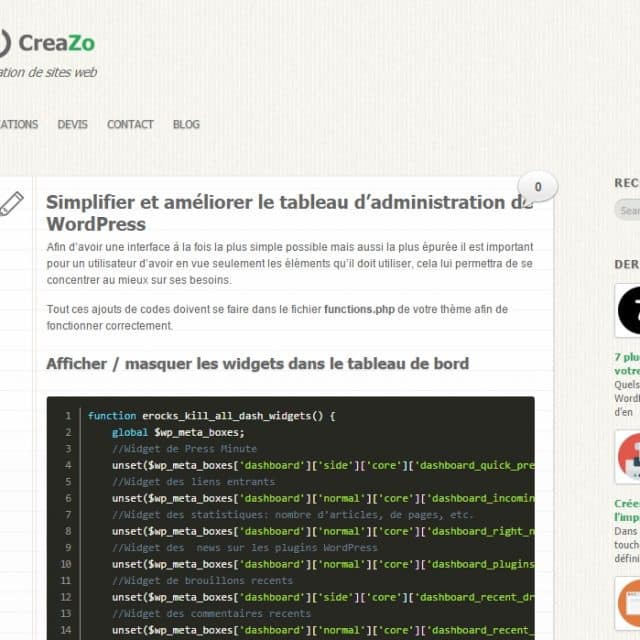 CreaZo
de sites web
DEVIS CONTACT BLOG
0
Simplifier et améliorer le tableau d’administration de
WordPress
Afin d’avoir une interface á la fois la plus simple possible mais aussi la plus épurée il est important
pour un utilisateur d’avoir en vue seulement les èlèments qu’il doit utiliser, cela lui permettra de se
concentrer au mieux sur ses besoins.
Tout ces ajouts de codes doivent se faire dans le fichier functions.php de votre thème afin de
fonctionner correctement.
Afficher / masquer les widgets dans le tableau de bord
1 function erocks_kill_all_dash_widgets() {
2 global $wp_meta_boxes;
3 //Widget de Press Minute
4 unset($wp_meta_boxes['dashboard']['side']['core']['dashboard_quick_pre
5 //Widget des liens entrants
6 unset($wp_meta_boxes['dashboard']['normal']['core']['dashboard_incomin
7 //Widget des statistiques: nombre d'articles, de pages, etc.
8 unset($wp_meta_boxes['dashboard']['normal']['core']['dashboard_right_n
9 //Widget des  news sur les plugins WordPress
10 unset($wp_meta_boxes['dashboard']['normal']['core']['dashboard_plugins
11 //Widget de brouillons recents
12 unset($wp_meta_boxes['dashboard']['side']['core']['dashboard_recent_dr
13 //Widget des commentaires recents
14 unset($wp_meta_boxes['dashboard']['normal']['core']['dashboard_recent_
REC
Sear
DER
7 plu
votre
Quels
Word
d'en
Crée
l'imp
Dans
touch
défini